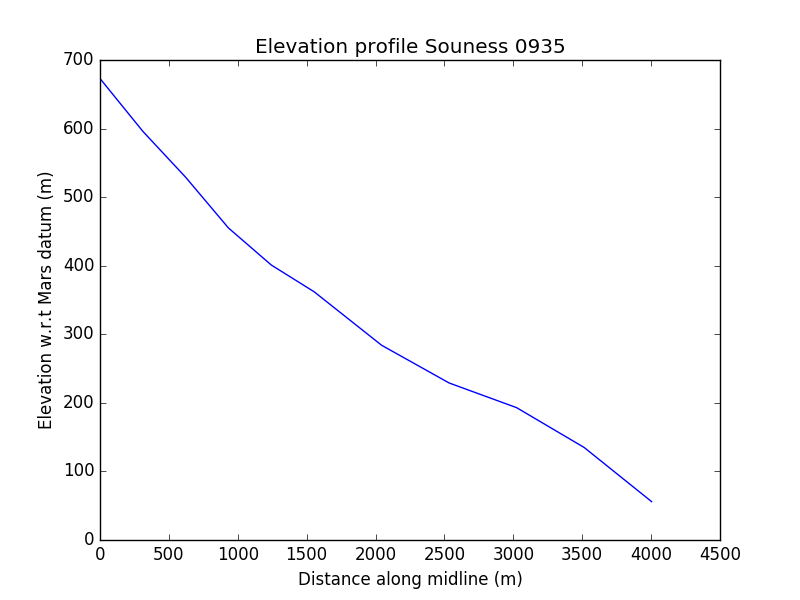 Elevation profile Souness 0935
700
600
500
400
300
200
100
0
Elevation w.r.t Mars datum (m)
0 500 1000 1500 2000 2500 3000 3500 4000 4500
Distance along midline (m)